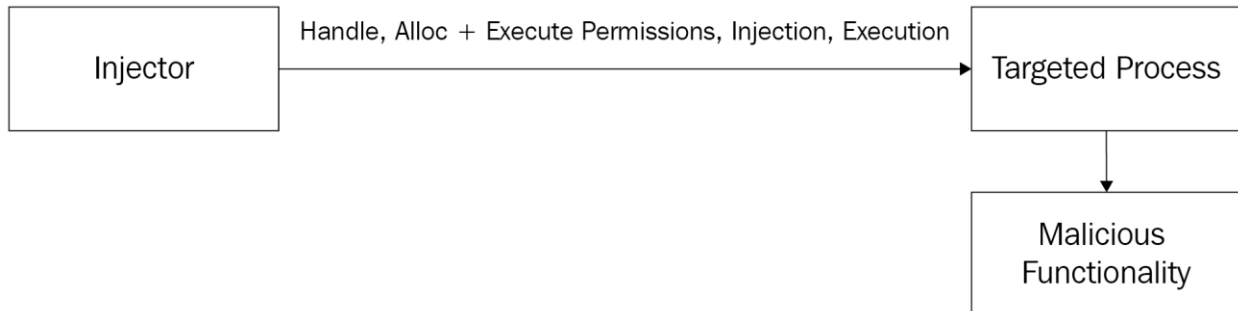 Handle, Alloc + Execute Permissions, Injection, Execution
Injector
Targeted Process
Malicious
Functionality